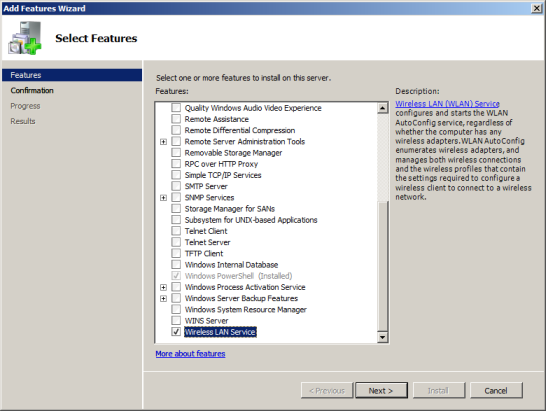 Add Features Wizard
Select Features
Features
Confirmation
Progress
Results
Select one or more features to install on this server.
Features:
Quality Windows Audio Video Experience
Remote Assistance
Remote Differential Compression
Remote Server Administration Tools
Removable Storage Manager
RPC over HTTP Proxy
Simple TCP/IP Services
SMTP Server
SNMP Services
Storage Manager for SANs
Subsystem for UNIX-based Applications
Telnet Client
Telnet Server
TFTP Client
Windows Internal Database
Windows PowerShell (Installed)
Windows Process Activation Service
Windows Server Backup Features
Windows System Resource Manager
WINS Server
Wireless LAN Service
More about features
Description:
Wireless LAN (WLAN) Service
configures and starts the WLAN
AutoConfig service, regardless of
whether the computer has any
wireless adapters. WLAN AutoConfig
enumerates wireless adapters, and
manages both wireless connections
and the wireless profiles that contain
the settings required to configure a
wireless client to connect to a wireless
network.
< Previous
Next >
Install
Cancel